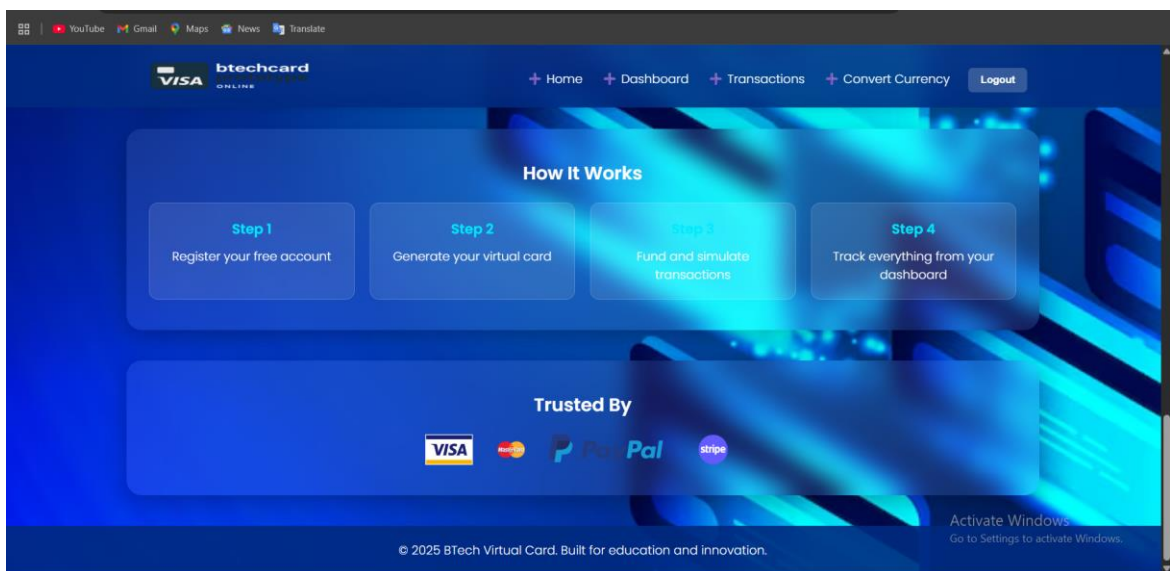 YouTube Gmail Maps News Translate
VISA btechcard
ONLINE
Home Dashboard Transactions Convert Currency Logout
How It Works
Step 1 Step 2 Step 3 Step 4
Register your free account Generate your virtual card Fund and simulate transactions Track everything from your dashboard
Trusted By
VISA MasterCard PayPal stripe
Activate Windows
Go to Settings to activate Windows.
© 2025 BTech Virtual Card. Built for education and innovation.